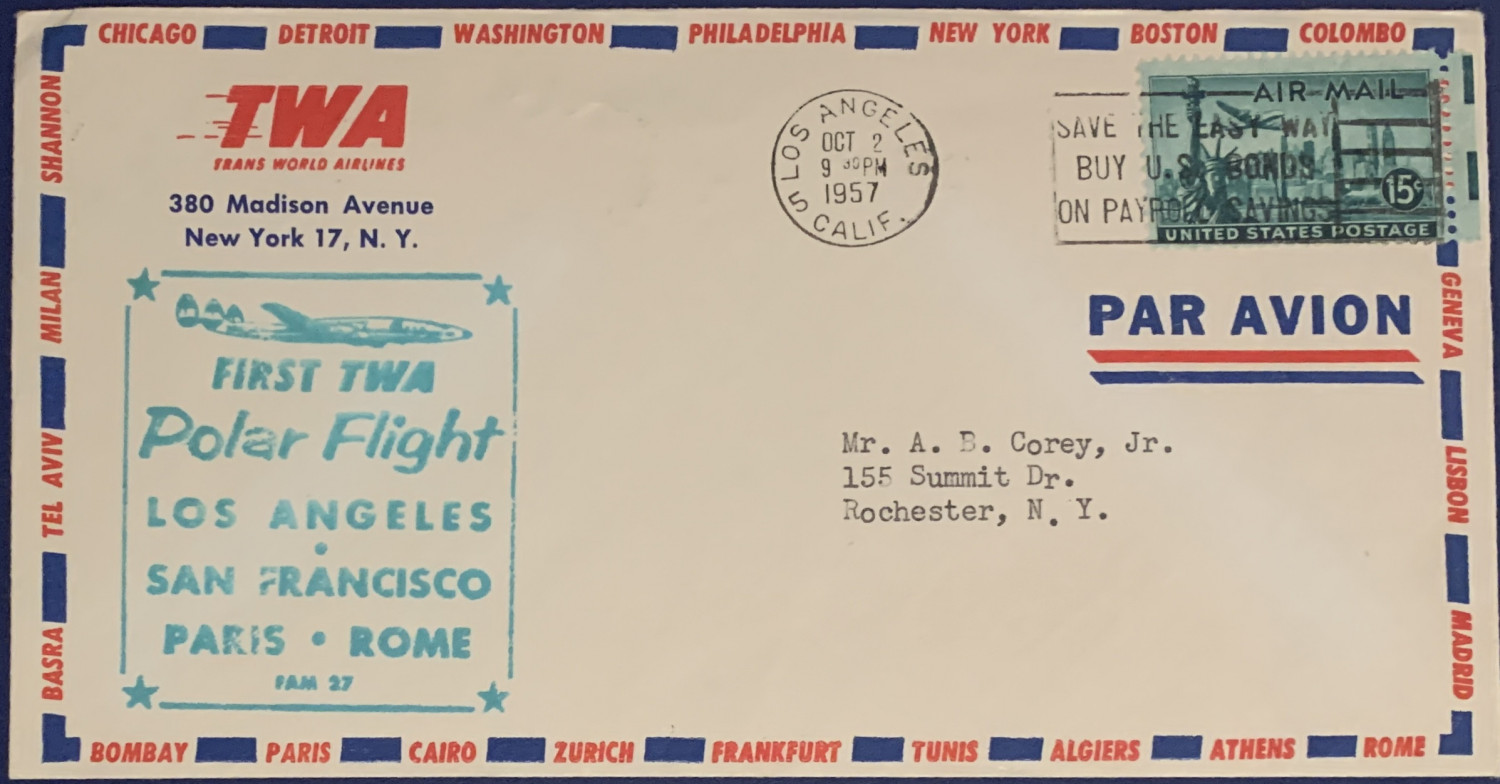 CHICAGO DETROIT WASHINGTON PHILADELPHIA NEW YORK BOSTON COLOMBO
SHANNON
MILAN
TEL AVIV
BASRA
TWA
TRANS WORLD AIRLINES
380 Madison Avenue
New York 17, N. Y.
LOS ANGELES
OCT 2
9 30 PM
1957
5 CALIF.
SAVE THE EASY WAY
BUY U.S. BONDS
ON PAYROLL SAVINGS
AIR MAIL
15¢
UNITED STATES POSTAGE
PAR AVION
FIRST TWA
Polar Flight
LOS ANGELES
•
SAN FRANCISCO
PARIS • ROME
FAM 27
Mr. A. B. Corey, Jr.
155 Summit Dr.
Rochester, N. Y.
GENEVA
LISBON
MADRID
BOMBAY PARIS CAIRO ZURICH FRANKFURT TUNIS ALGIERS ATHENS ROME